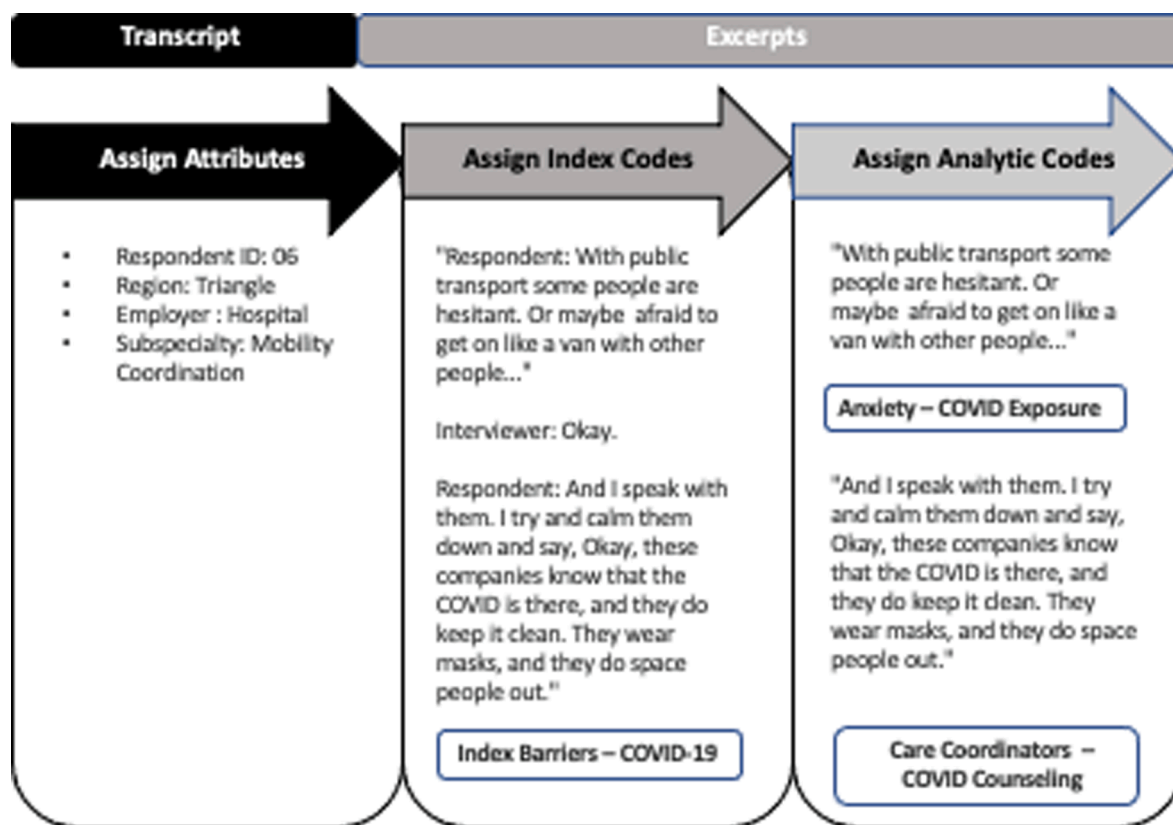 Transcript
Excerpts
Assign Attributes
Assign Index Codes
Assign Analytic Codes
• Respondent ID: 06
• Region: Triangle
• Employer : Hospital
• Subspecialty: Mobility
Coordination
"Respondent: With public
transport some people are
hesitant. Or maybe  afraid to
get on like a van with other
people..."
Interviewer: Okay.
Respondent: And I speak with
them. I try and calm them
down and say, Okay, these
companies know that the
COVID is there, and they do
keep it clean. They wear
masks, and they do space
people out."
Index Barriers – COVID-19
"With public transport some
people are hesitant. Or
maybe  afraid to get on like a
van with other people..."
Anxiety – COVID Exposure
"And I speak with them. I try
and calm them down and say,
Okay, these companies know
that the COVID is there, and
they do keep it clean. They
wear masks, and they do space
people out."
Care Coordinators –
COVID Counseling